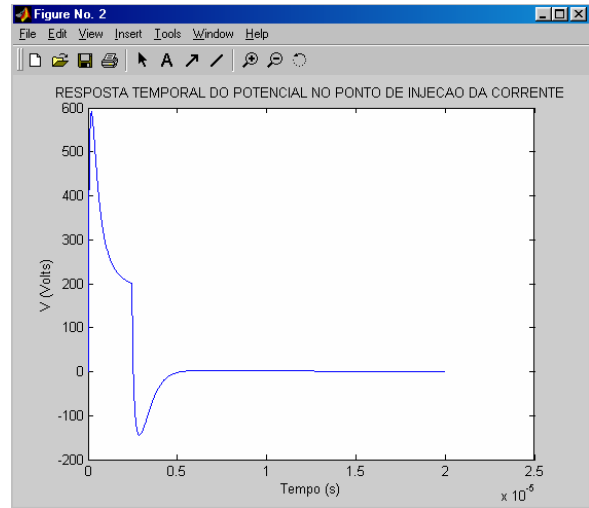 Figure No. 2
File Edit View Insert Tools Window Help
A
RESPOSTA TEMPORAL DO POTENCIAL NO PONTO DE INJECAO DA CORRENTE
600
500
400
300
200
100
0
-100
-200
V (Volts)
0 0.5 1 1.5 2 2.5
Tempo (s)
x 10^-5